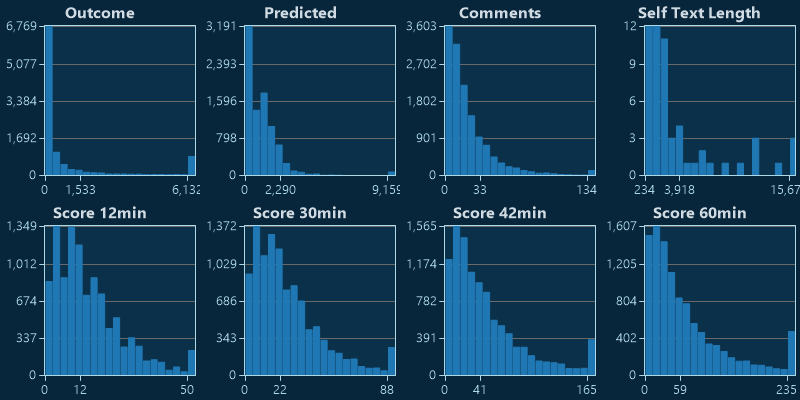 Outcome
6,769
5,077
3,384
1,692
0
0 1,533 6,132
Predicted
3,191
2,393
1,596
798
0
0 2,290 9,159
Comments
3,603
2,702
1,802
901
0
0 33 134
Self Text Length
12
9
6
3
0
234 3,918 15,67
Score 12min
1,349
1,012
674
337
0
0 12 50
Score 30min
1,372
1,029
686
343
0
0 22 88
Score 42min
1,565
1,174
782
391
0
0 41 165
Score 60min
1,607
1,205
804
402
0
0 59 235